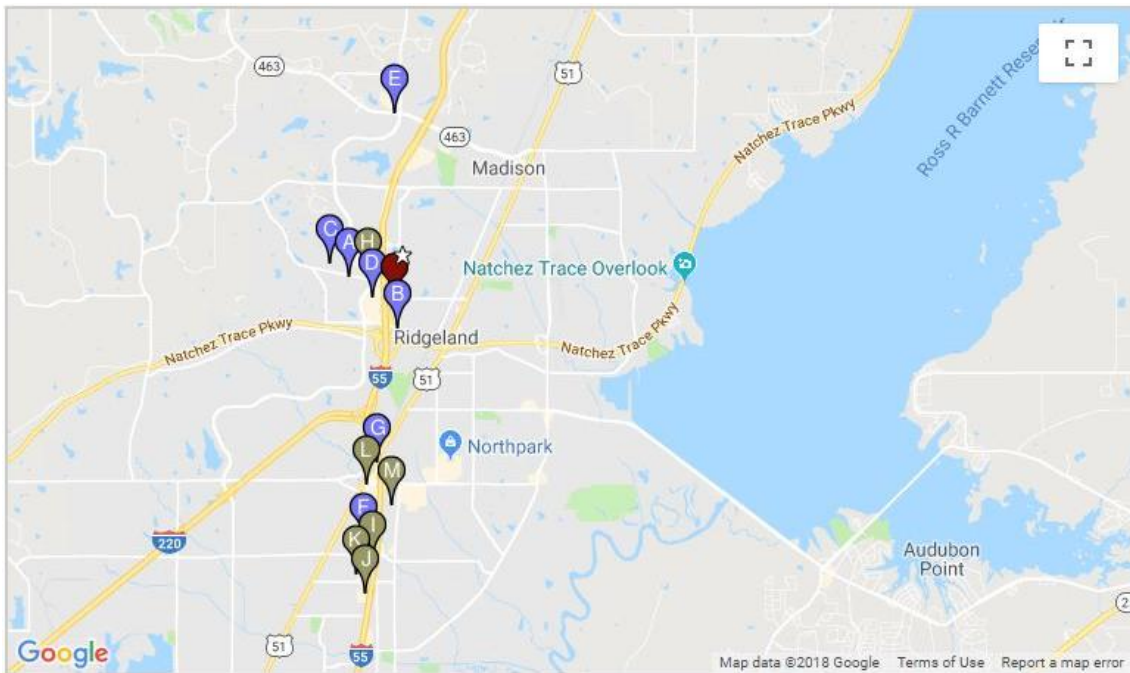 463
E
51
463
Madison
Natchez Trace Pkwy
Ross R Barnett Reservoir
C
A
H
D
B
Natchez Trace Overlook
Natchez Trace Pkwy
Ridgeland
Natchez Trace Pkwy
55
51
G
L
M
Northpark
F
I
K
J
220
Audubon
Point
51
55
2
Google
Map data ©2018 Google Terms of Use Report a map error